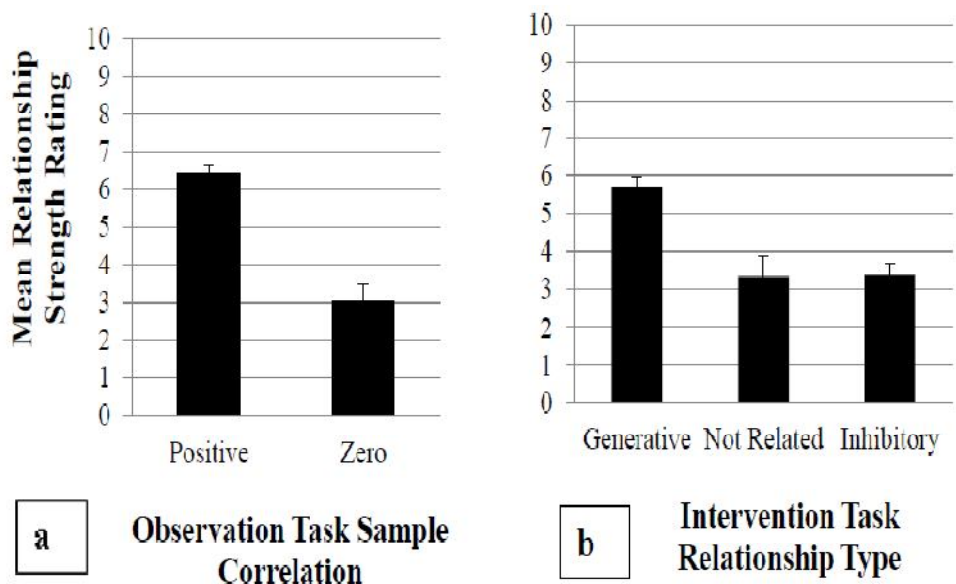 Mean Relationship
Strength Rating
10
9
8
7
6
5
4
3
2
1
0
Positive Zero
a
Observation Task Sample
Correlation
10
9
8
7
6
5
4
3
2
1
0
Generative Not Related Inhibitory
b
Intervention Task
Relationship Type